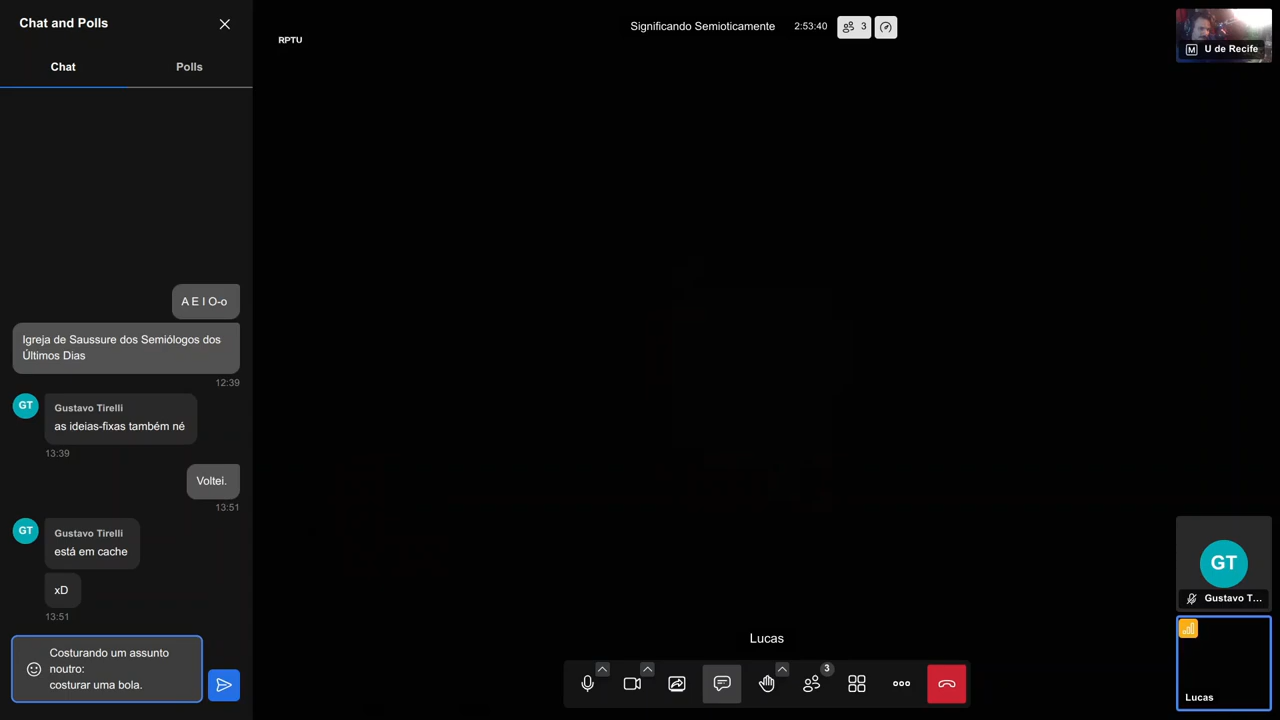 Chat and Polls
Chat
Polls
A E I O-o
Igreja de Saussure dos Semiólogos dos
Últimos Dias
12:39
GT
Gustavo Tirelli
as ideias-fixas também né
13:39
Voltei.
13:51
GT
Gustavo Tirelli
está em cache
xD
13:51
Costurando um assunto
noutro:
costurar uma bola.
RPTU
Significando Semioticamente
2:53:40
3
M
U de Recife
GT
Gustavo T...
Lucas
Lucas
3